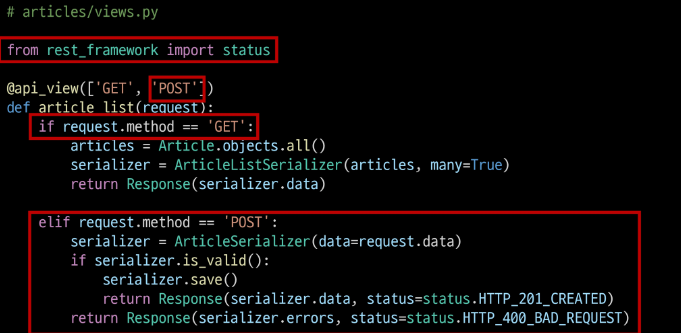 # articles/views.py
from rest_framework import status
@api_view(['GET', 'POST'])
def article_list(request):
    if request.method == 'GET':
        articles = Article.objects.all()
        serializer = ArticleListSerializer(articles, many=True)
        return Response(serializer.data)
    elif request.method == 'POST':
        serializer = ArticleSerializer(data=request.data)
        if serializer.is_valid():
            serializer.save()
            return Response(serializer.data, status=status.HTTP_201_CREATED)
        return Response(serializer.errors, status=status.HTTP_400_BAD_REQUEST)